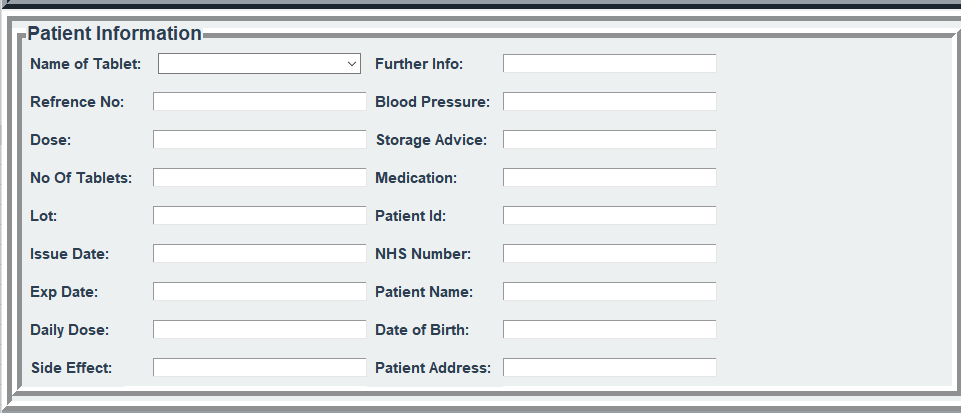 Patient Information
Name of Tablet: Further Info:
Refrence No: Blood Pressure:
Dose: Storage Advice:
No Of Tablets: Medication:
Lot: Patient Id:
Issue Date: NHS Number:
Exp Date: Patient Name:
Daily Dose: Date of Birth:
Side Effect: Patient Address: